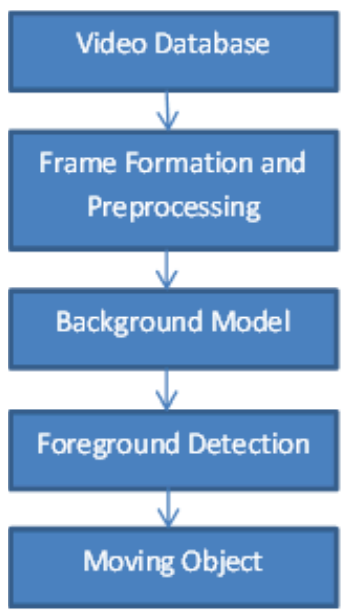 Video Database
Frame Formation and
Preprocessing
Background Model
Foreground Detection
Moving Object